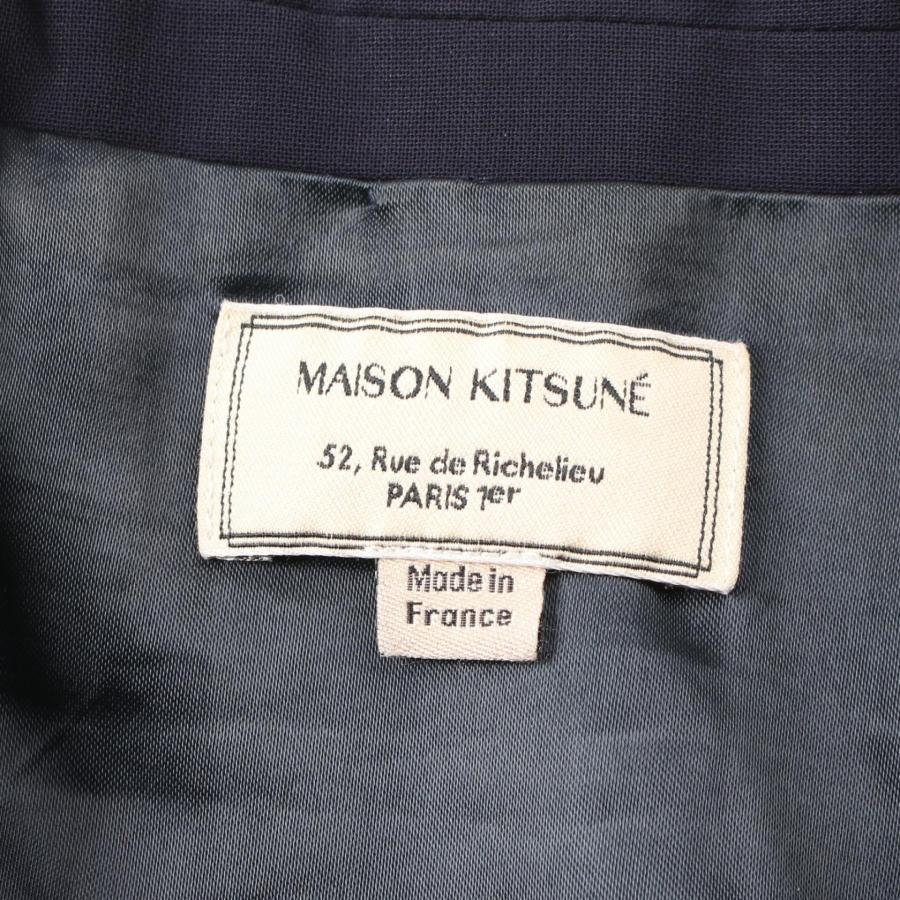 MAISON KITSUNÉ
52, Rue de Richelieu
PARIS 1er
Made in
France